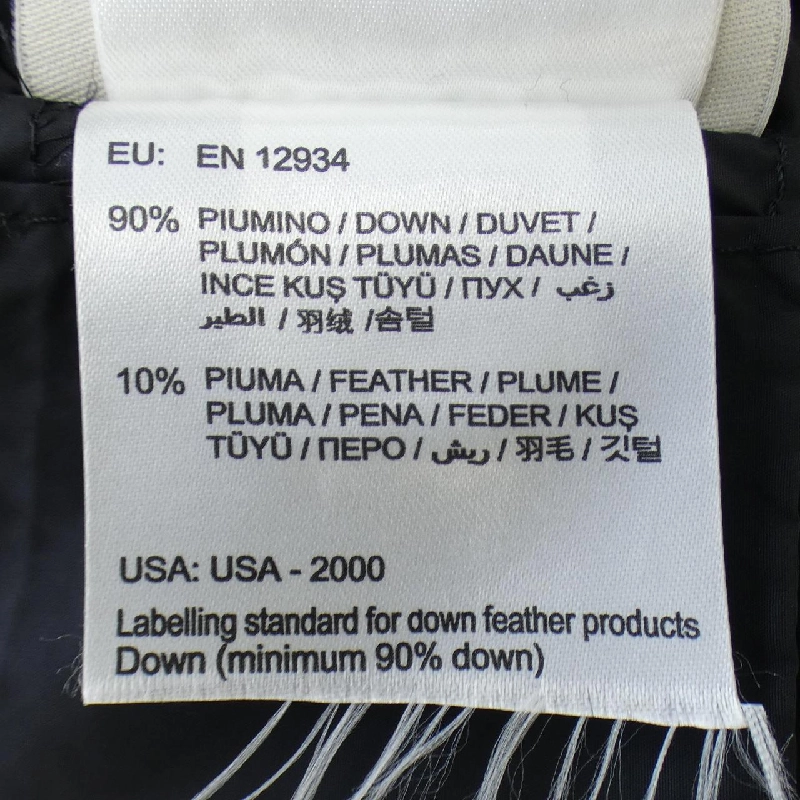 EU: EN 12934
90% PIUMINO / DOWN / DUVET /
PLUMÓN / PLUMAS / DAUNE /
INCE KUŞ TÜYÜ / ПУХ / زغب
الطير / 羽绒 /솜털
10% PIUMA / FEATHER / PLUME /
PLUMA / PENA / FEDER / KUŞ
TÜYÜ / ПЕРО / ريش / 羽毛 / 깃털
USA: USA - 2000
Labelling standard for down feather products
Down (minimum 90% down)